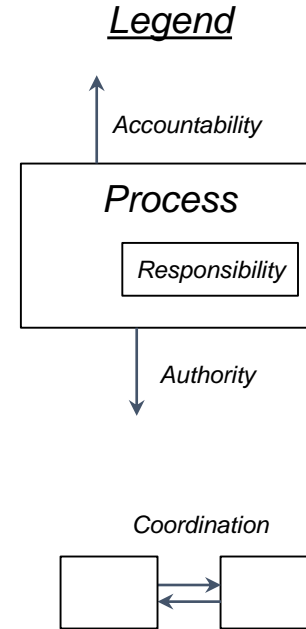 Legend
Accountability
Process
Responsibility
Authority
Coordination